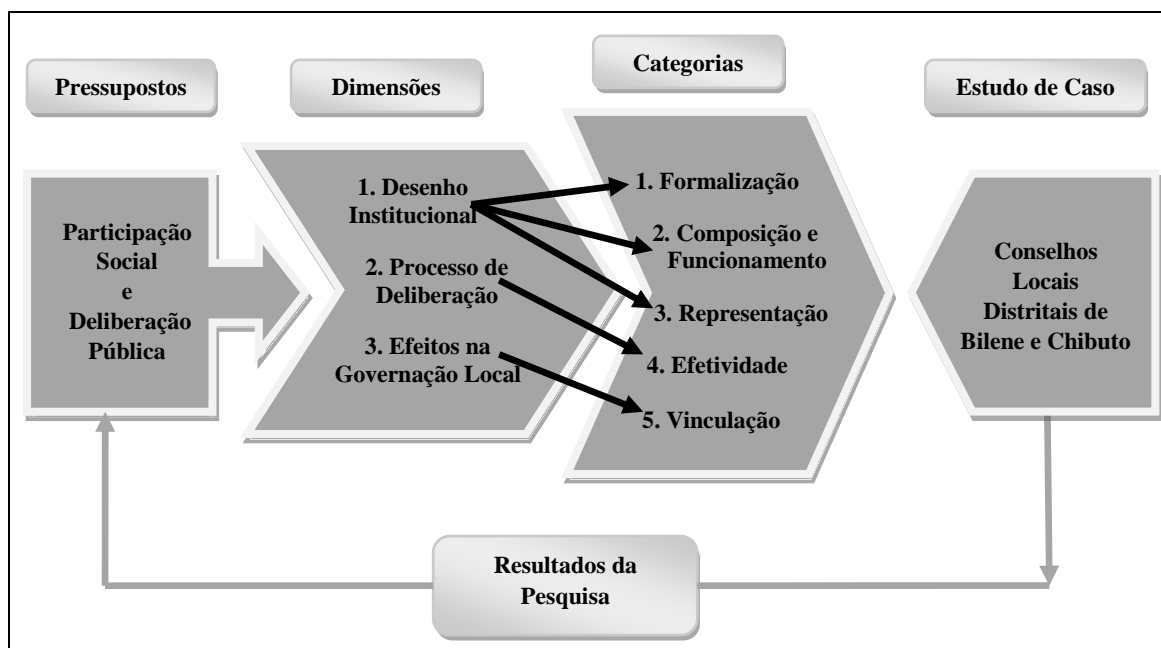 Pressupostos
Dimensões
Categorias
Estudo de Caso
Participação
Social
e
Deliberação
Pública
1. Desenho
Institucional
2. Processo de
Deliberação
3. Efeitos na
Governação Local
1. Formalização
2. Composição e
Funcionamento
3. Representação
4. Efetividade
5. Vinculação
Conselhos
Locais
Distritais de
Bilene e Chibuto
Resultados da
Pesquisa